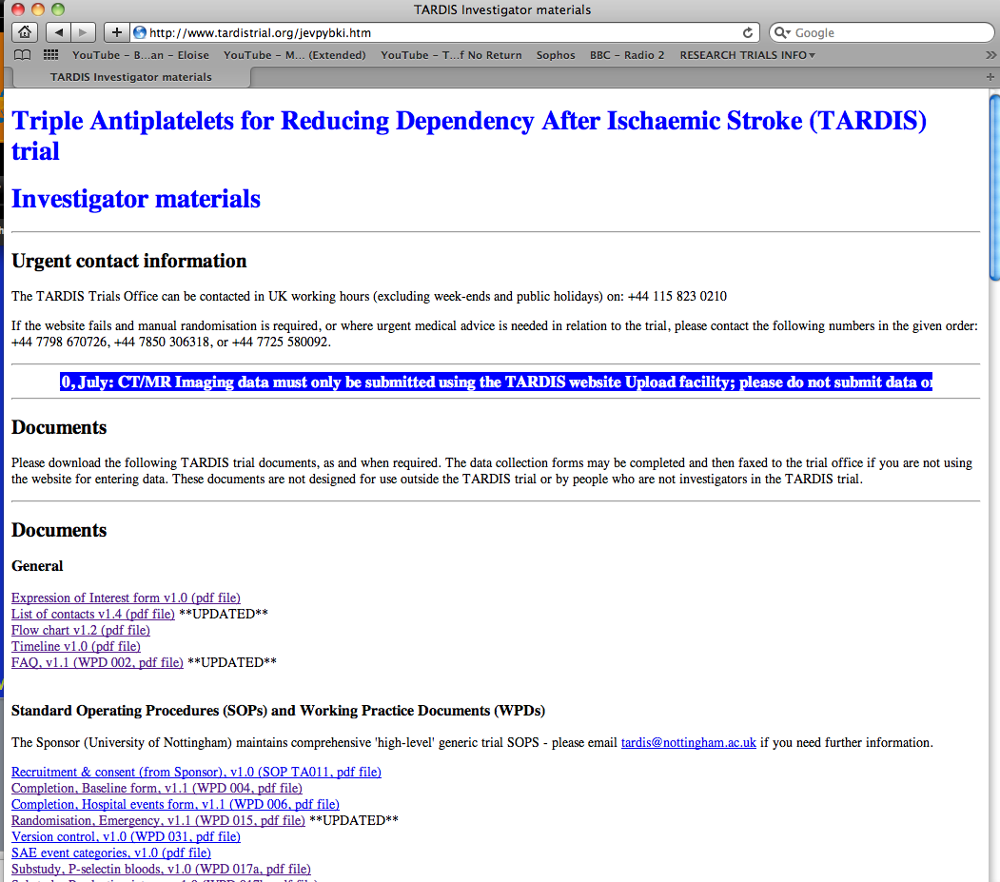 TARDIS Investigator materials
http://www.tardistrial.org/jevpybki.htm
Google
YouTube – B...an – Eloise YouTube – M... (Extended) YouTube – T...f No Return Sophos BBC – Radio 2 RESEARCH TRIALS INFO
TARDIS Investigator materials
Triple Antiplatelets for Reducing Dependency After Ischaemic Stroke (TARDIS)
trial
Investigator materials
Urgent contact information
The TARDIS Trials Office can be contacted in UK working hours (excluding week-ends and public holidays) on: +44 115 823 0210
If the website fails and manual randomisation is required, or where urgent medical advice is needed in relation to the trial, please contact the following numbers in the given order:
+44 7798 670726, +44 7850 306318, or +44 7725 580092.
0, July: CT/MR Imaging data must only be submitted using the TARDIS website Upload facility; please do not submit data or
Documents
Please download the following TARDIS trial documents, as and when required. The data collection forms may be completed and then faxed to the trial office if you are not using
the website for entering data. These documents are not designed for use outside the TARDIS trial or by people who are not investigators in the TARDIS trial.
Documents
General
Expression of Interest form v1.0 (pdf file)
List of contacts v1.4 (pdf file) **UPDATED**
Flow chart v1.2 (pdf file)
Timeline v1.0 (pdf file)
FAQ, v1.1 (WPD 002, pdf file) **UPDATED**
Standard Operating Procedures (SOPs) and Working Practice Documents (WPDs)
The Sponsor (University of Nottingham) maintains comprehensive 'high-level' generic trial SOPS - please email tardis@nottingham.ac.uk if you need further information.
Recruitment & consent (from Sponsor), v1.0 (SOP TA011, pdf file)
Completion, Baseline form, v1.1 (WPD 004, pdf file)
Completion, Hospital events form, v1.1 (WPD 006, pdf file)
Randomisation, Emergency, v1.1 (WPD 015, pdf file) **UPDATED**
Version control, v1.0 (WPD 031, pdf file)
SAE event categories, v1.0 (pdf file)
Substudy, P-selectin bloods, v1.0 (WPD 017a, pdf file)